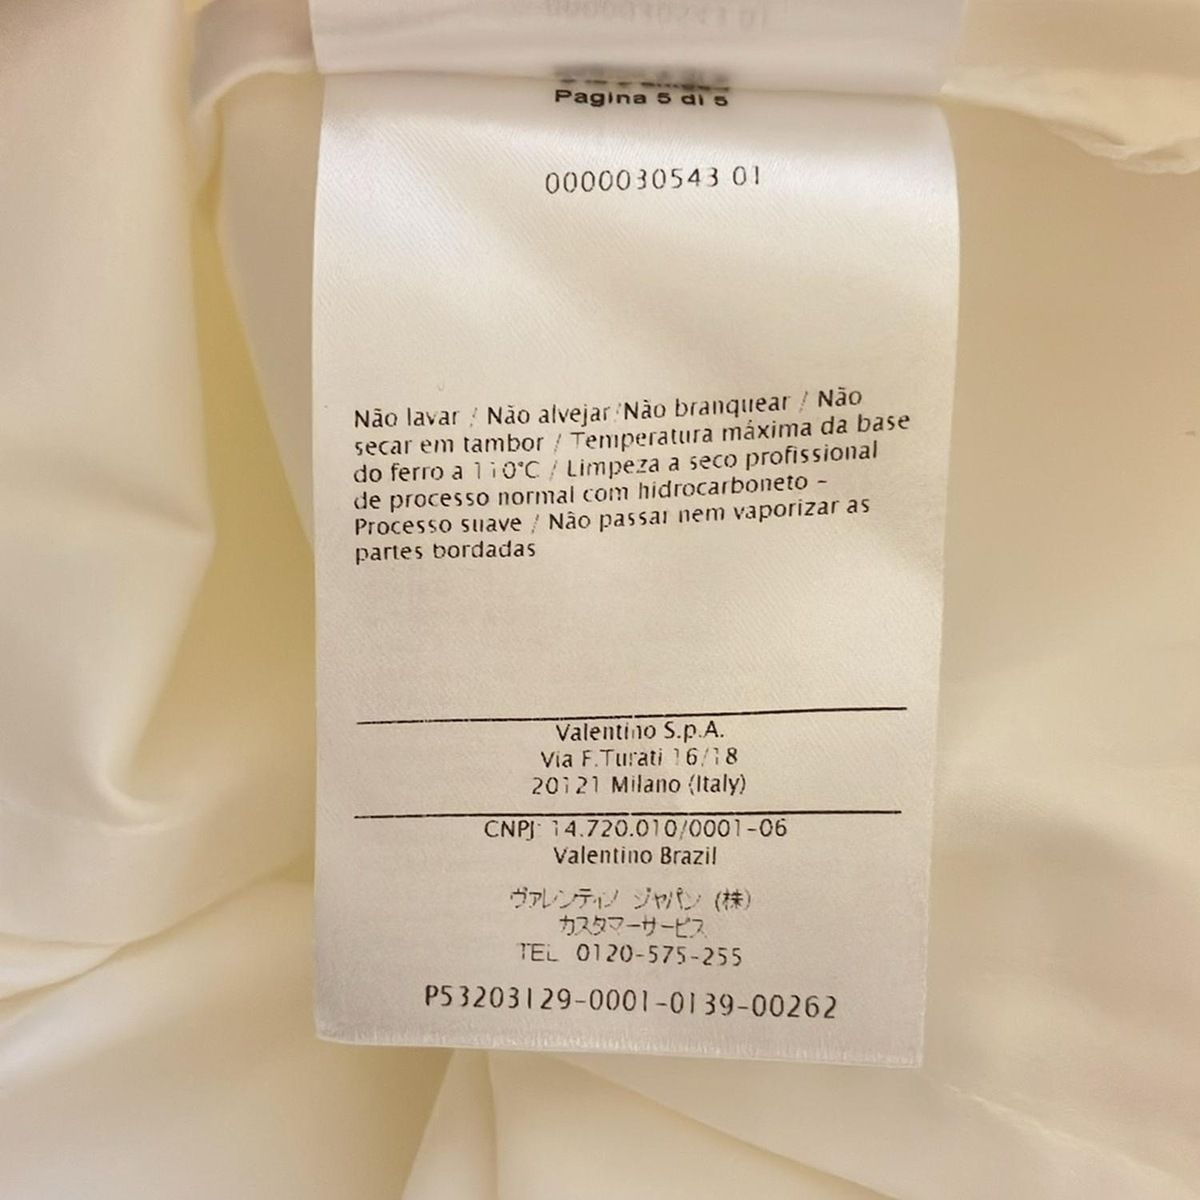 Pagina 5 di 5
0000030543 01
Não lavar / Não alvejar/Não branquear / Não
secar em tambor / Temperatura máxima da base
do ferro a 110°C / Limpeza a seco profissional
de processo normal com hidrocarboneto -
Processo suave / Não passar nem vaporizar as
partes bordadas
Valentino S.p.A.
Via F.Turati 16/18
20121 Milano (Italy)
CNPJ: 14.720.010/0001-06
Valentino Brazil
ヴァレンティノ ジャパン (株)
カスタマーサービス
TEL 0120-575-255
P53203129-0001-0139-00262